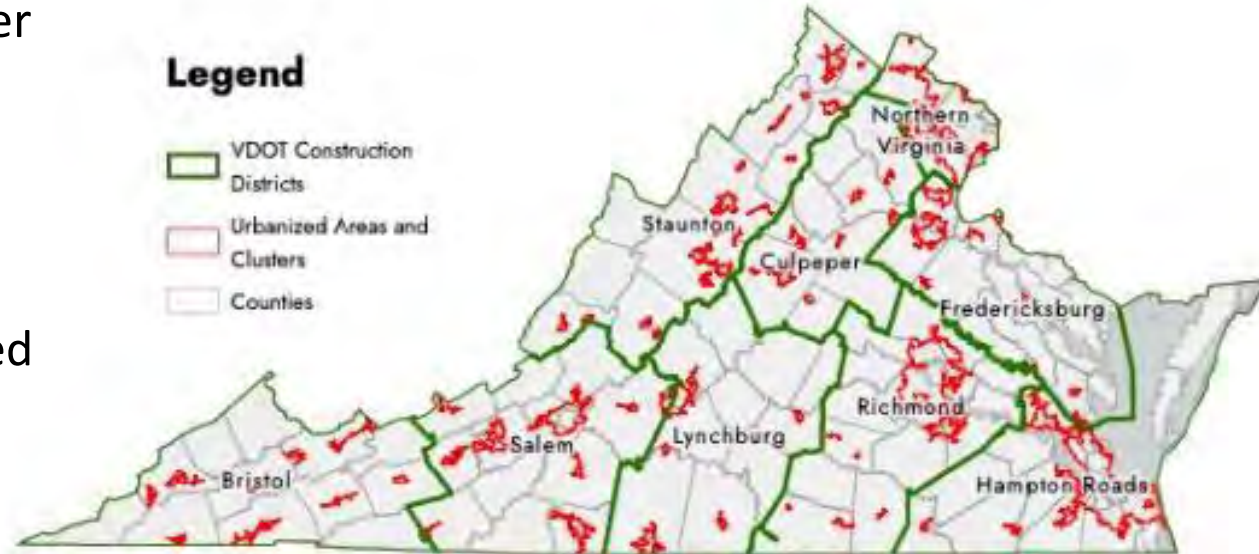 er
Legend
VDOT Construction
Districts
Urbanized Areas and
Clusters
Counties
ed
Northern
Virginia
Staunton
Culpeper
Fredericksburg
Richmond
Lynchburg
Salem
Bristol
Hampton Roads